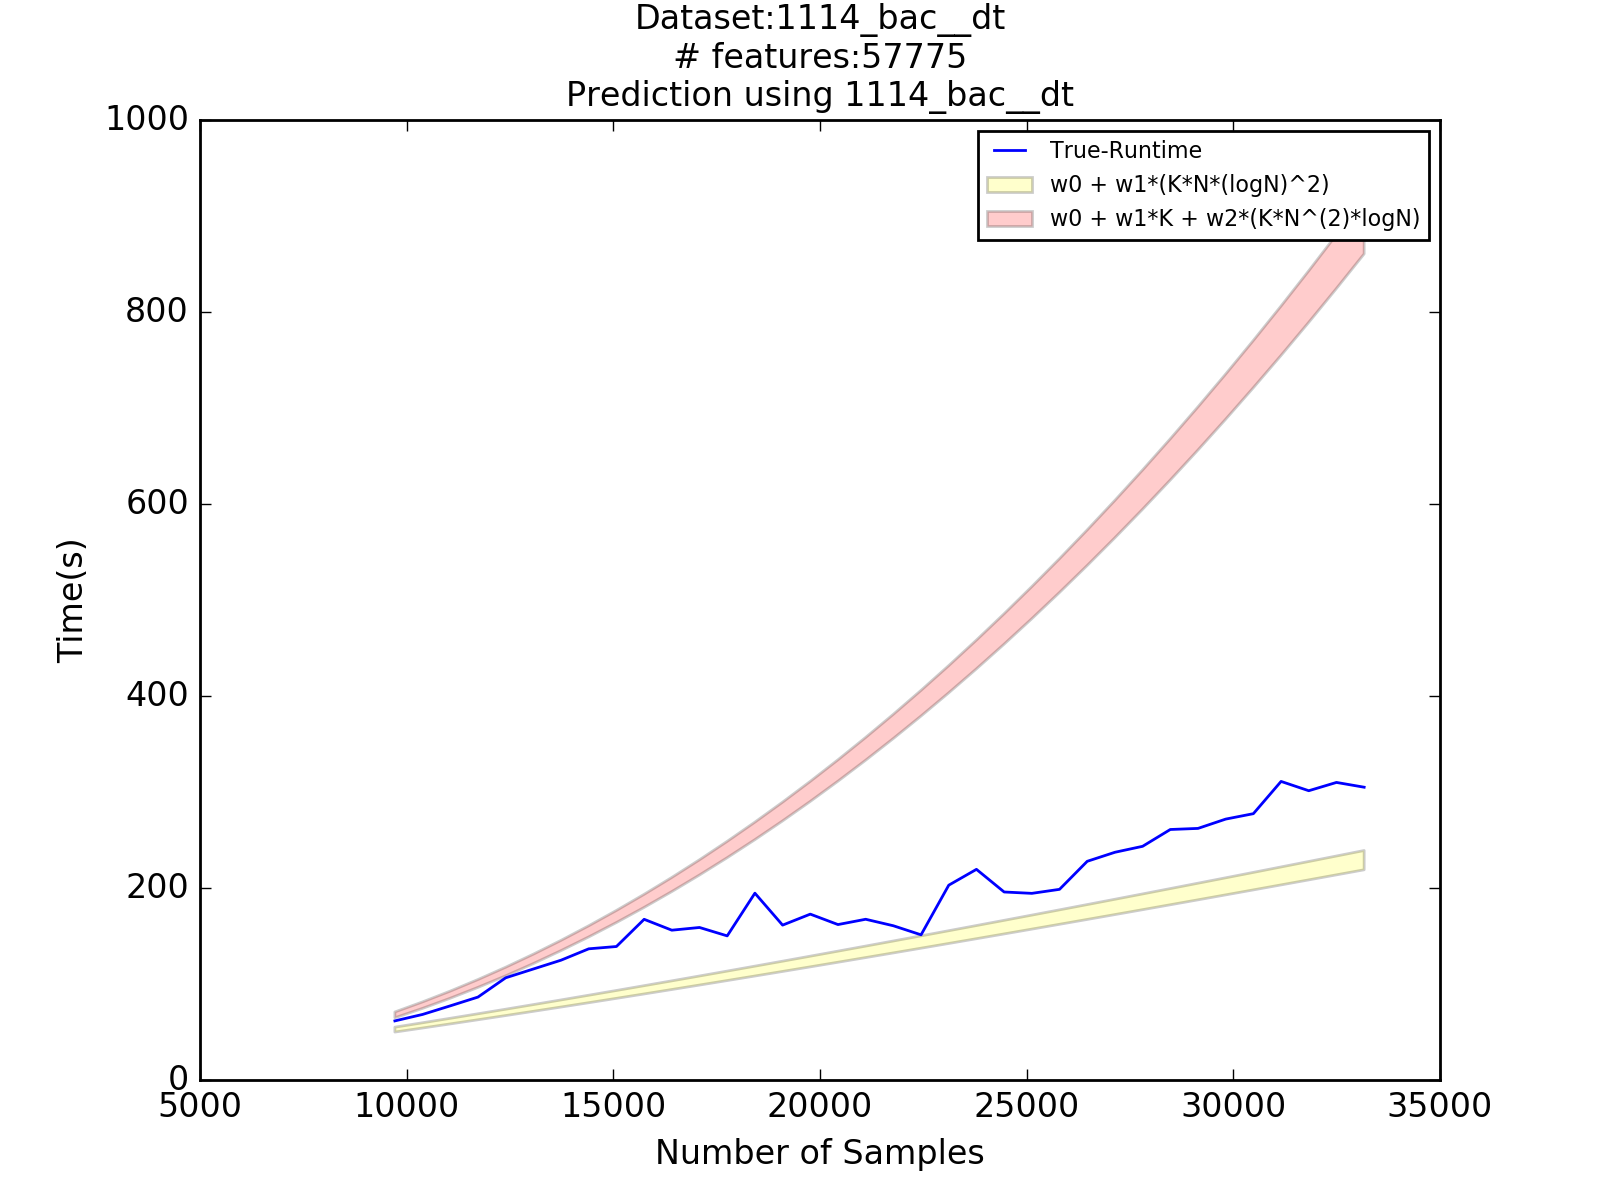 Dataset:1114_bac__dt
# features:57775
Prediction using 1114_bac__dt
1000
800
600
400
200
0
Time(s)
True-Runtime
w0 + w1*(K*N*(logN)^2)
w0 + w1*K + w2*(K*N^(2)*logN)
5000 10000 15000 20000 25000 30000 35000
Number of Samples